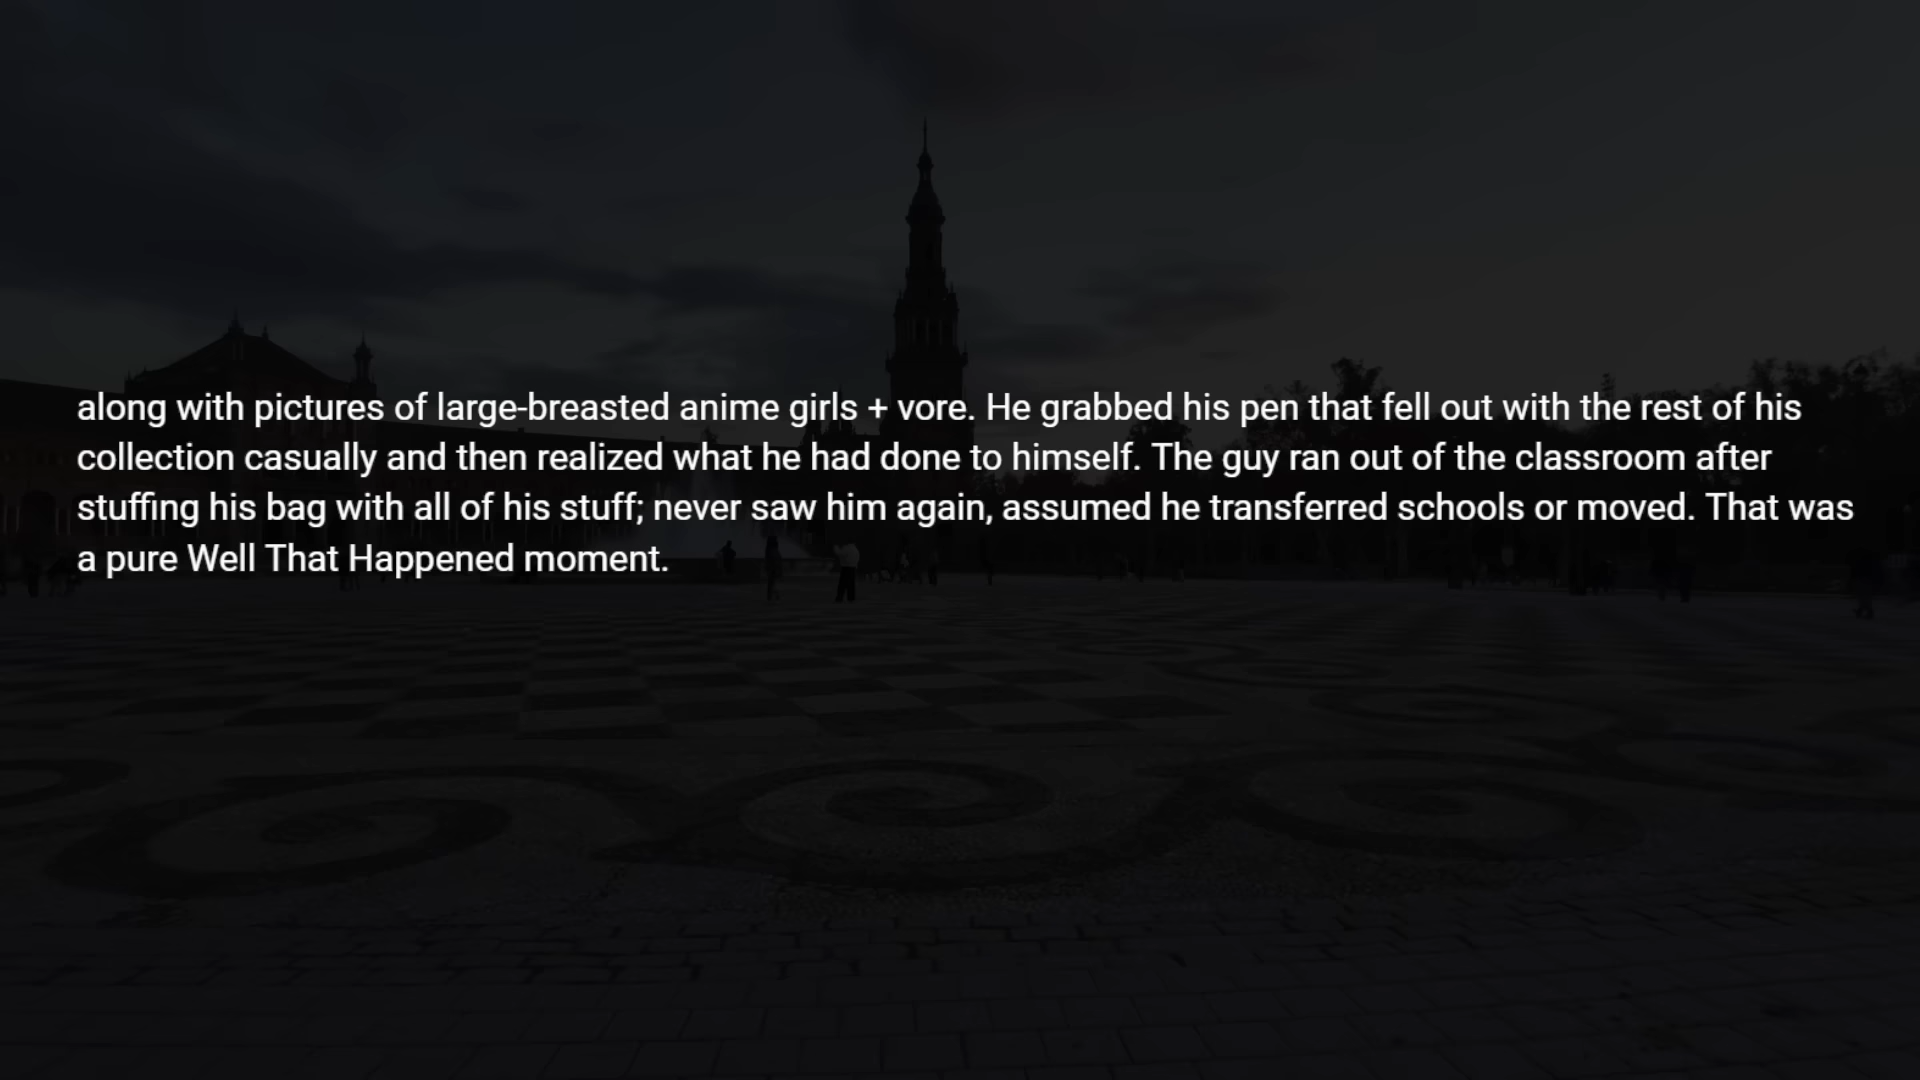 along with pictures of large-breasted anime girls + vore. He grabbed his pen that fell out with the rest of his
collection casually and then realized what he had done to himself. The guy ran out of the classroom after
stuffing his bag with all of his stuff; never saw him again, assumed he transferred schools or moved. That was
a pure Well That Happened moment.